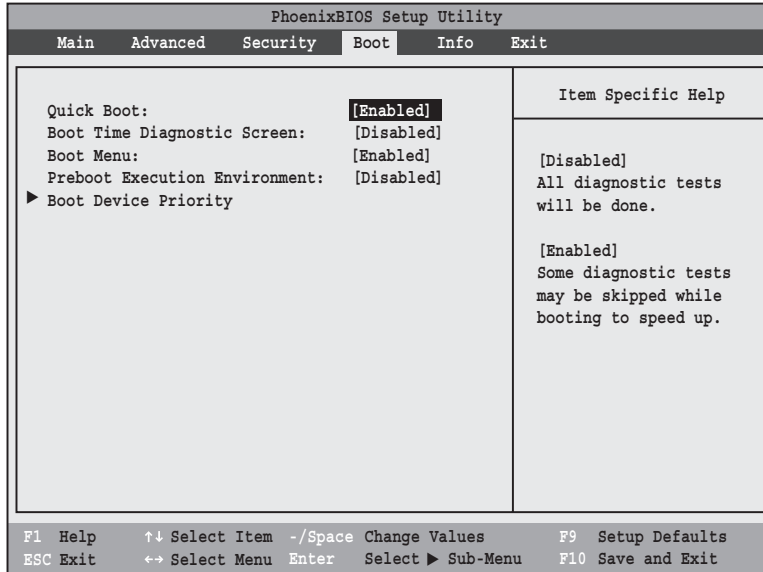 PhoenixBIOS Setup Utility
Main Advanced Security Boot Info Exit
Quick Boot: [Enabled]
Boot Time Diagnostic Screen: [Disabled]
Boot Menu: [Enabled]
Preboot Execution Environment: [Disabled]
▶ Boot Device Priority
Item Specific Help
[Disabled]
All diagnostic tests
will be done.
[Enabled]
Some diagnostic tests
may be skipped while
booting to speed up.
F1 Help ↑↓ Select Item -/Space Change Values F9 Setup Defaults
ESC Exit ←→ Select Menu Enter Select ▶ Sub-Menu F10 Save and Exit